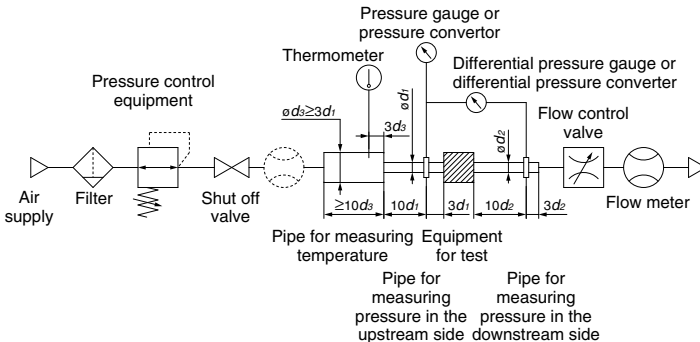 Pressure gauge or
pressure convertor
Thermometer
Differential pressure gauge or
differential pressure converter
Pressure control
equipment
ød₃≥3d₁
3d₃
ød₁
ød₂
Flow control
valve
Air
supply
Filter
Shut off
valve
≥10d₃
10d₁
3d₁
10d₂
3d₂
Flow meter
Pipe for measuring
temperature
Equipment
for test
Pipe for
measuring
pressure in the
upstream side
Pipe for
measuring
pressure in the
downstream side